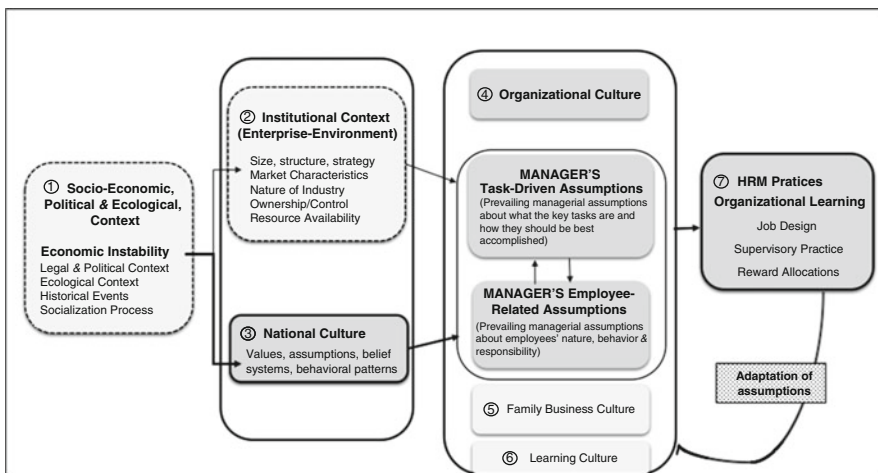 ① Socio-Economic,
Political & Ecological,
Context
Economic Instability
Legal & Political Context
Ecological Context
Historical Events
Socialization Process
② Institutional Context
(Enterprise-Environment)
Size, structure, strategy
Market Characteristics
Nature of Industry
Ownership/Control
Resource Availability
③ National Culture
Values, assumptions, belief
systems, behavioral patterns
④ Organizational Culture
MANAGER'S
Task-Driven Assumptions
(Prevailing managerial assumptions
about what the key tasks are and
how they should be best
accomplished)
MANAGER'S Employee-
Related Assumptions
(Prevailing managerial assumptions
about employees' nature, behavior &
responsibility)
⑤ Family Business Culture
⑥ Learning Culture
⑦ HRM Pratices
Organizational Learning
Job Design
Supervisory Practice
Reward Allocations
Adaptation of
assumptions